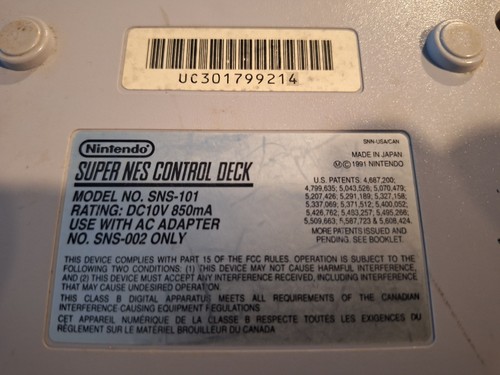 UC301799214
SNN-USA/CAN
Nintendo
MADE IN JAPAN
SUPER NES CONTROL DECK
ⓂⒸ1991 NINTENDO
MODEL NO. SNS-101
RATING: DC10V 850mA
USE WITH AC ADAPTER
NO. SNS-002 ONLY
U.S. PATENTS: 4,687,200;
4,799,635; 5,043,526; 5,070,479;
5,207,426; 5,291,189; 5,327,158;
5,337,069; 5,371,512; 5,400,052;
5,426,762; 5,453,257; 5,495,266;
5,509,663; 5,587,723 & 5,608,424.
MORE PATENTS ISSUED AND
PENDING. SEE BOOKLET.
THIS DEVICE COMPLIES WITH PART 15 OF THE FCC RULES. OPERATION IS SUBJECT TO THE
FOLLOWING TWO CONDITIONS: (1) THIS DEVICE MAY NOT CAUSE HARMFUL INTERFERENCE,
AND (2) THIS DEVICE MUST ACCEPT ANY INTERFERENCE RECEIVED, INCLUDING INTERFERENCE
THAT MAY CAUSE UNDESIRED OPERATION.
THIS CLASS B DIGITAL APPARATUS MEETS ALL REQUIREMENTS OF THE CANADIAN
INTERFERENCE CAUSING EQUIPMENT REGULATIONS
CET APPAREIL NUMÉRIQUE DE LA CLASSE B RESPECTE TOUTES LES EXIGENCES DU
RÈGLEMENT SUR LE MATÉRIEL BROUILLEUR DU CANADA